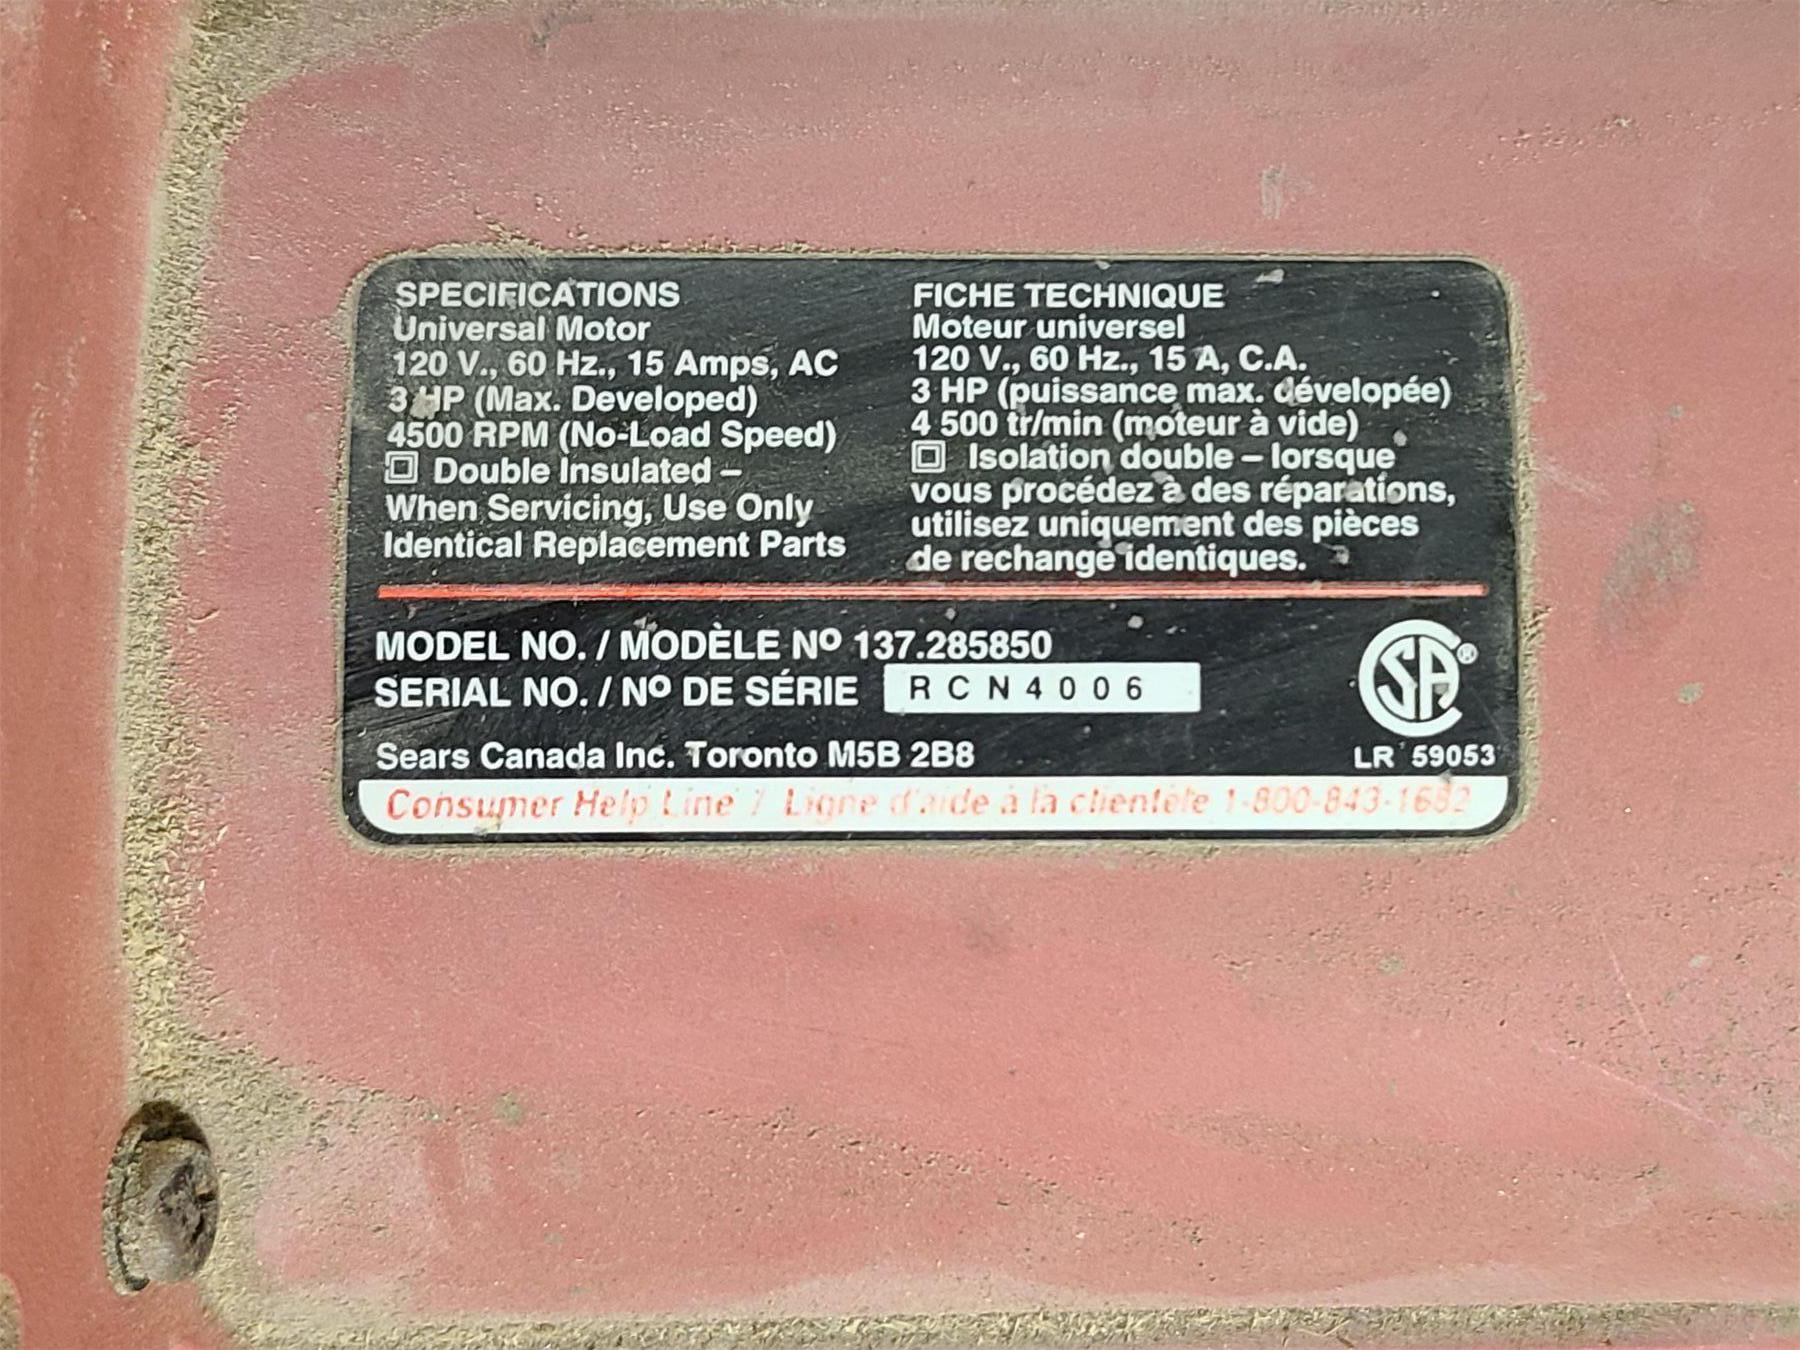 SPECIFICATIONS
Universal Motor
120 V., 60 Hz., 15 Amps, AC
3 HP (Max. Developed)
4500 RPM (No-Load Speed)
Double Insulated –
When Servicing, Use Only
Identical Replacement Parts
FICHE TECHNIQUE
Moteur universel
120 V., 60 Hz., 15 A, C.A.
3 HP (puissance max. dévelopée)
4 500 tr/min (moteur à vide)
Isolation double – lorsque
vous procédez à des réparations,
utilisez uniquement des pièces
de rechange identiques.
MODEL NO. / MODÈLE Nº 137.285850
SERIAL NO. / Nº DE SÉRIE RCN4006
Sears Canada Inc. Toronto M5B 2B8
SA®
LR 59053
Consumer Help Line / Ligne d'aide à la clientèle 1-800-843-1682